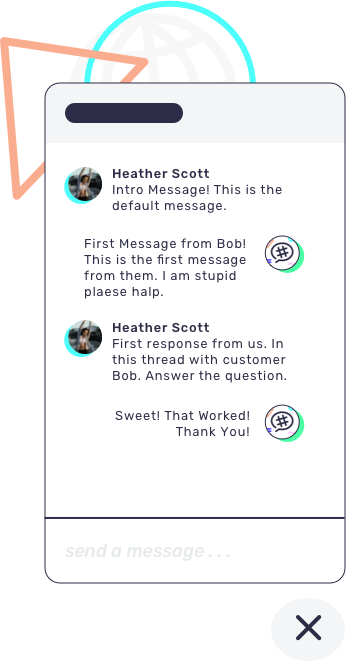 Heather Scott
Intro Message! This is the
default message.
First Message from Bob!
This is the first message
from them. I am stupid
plaese halp.
Heather Scott
First response from us. In
this thread with customer
Bob. Answer the question.
Sweet! That Worked!
Thank You!
send a message . . .